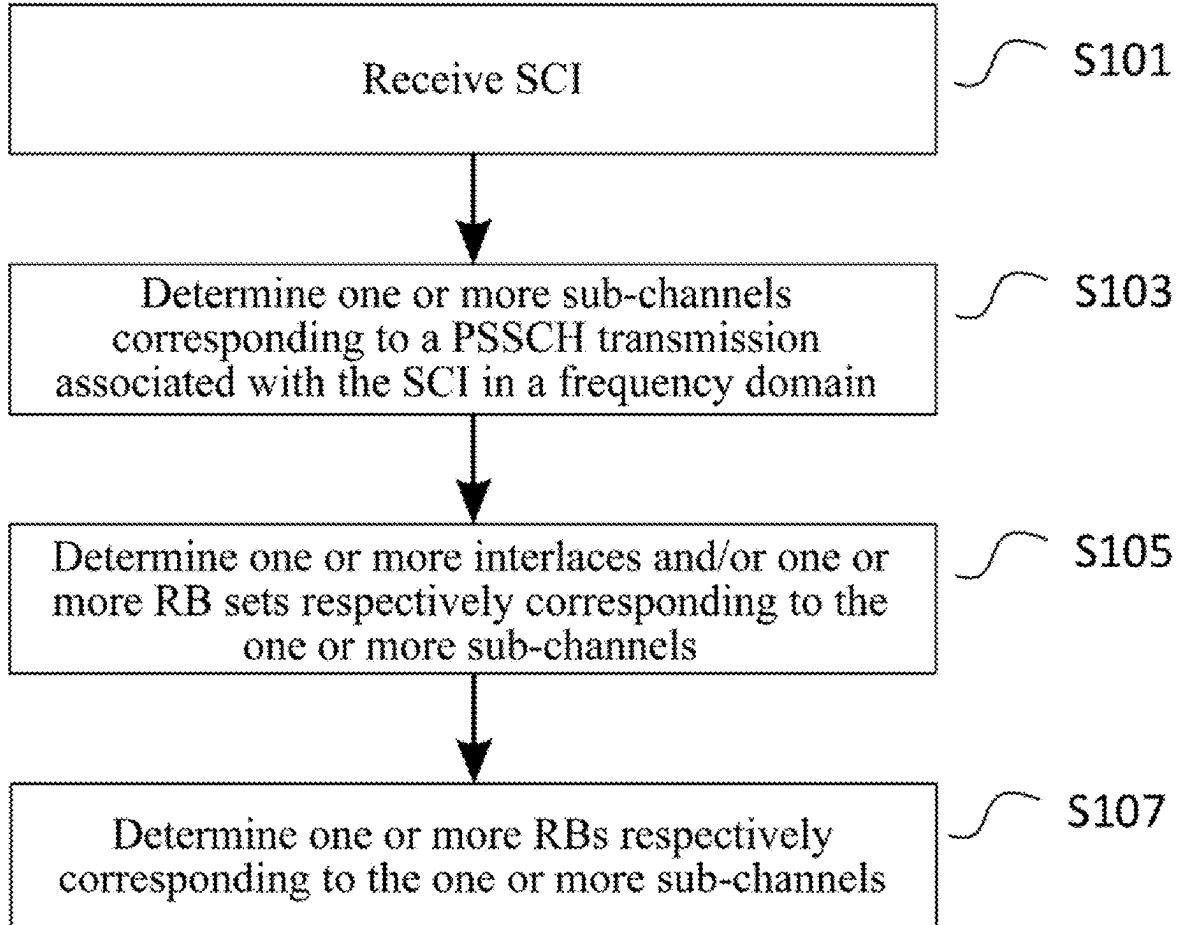 Receive SCI
S101
Determine one or more sub-channels
corresponding to a PSSCH transmission
associated with the SCI in a frequency domain
S103
Determine one or more interlaces and/or one or
more RB sets respectively corresponding to the
one or more sub-channels
S105
Determine one or more RBs respectively
corresponding to the one or more sub-channels
S107